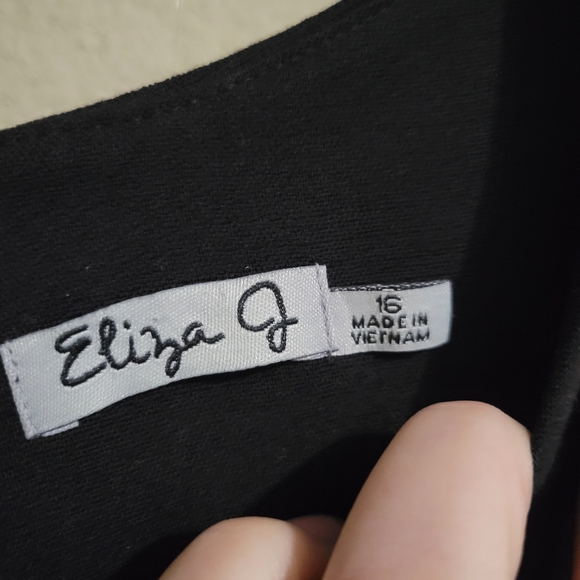 Eliza J
16
MADE IN
VIETNAM